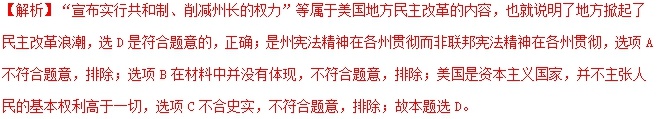 【解析】“宣布实行共和制、削减州长的权力”等属于美国地方民主改革的内容，也就说明了地方掀起了
民主改革浪潮，选 D 是符合题意的，正确；是州宪法精神在各州贯彻而非联邦宪法精神在各州贯彻，选项 A
不符合题意，排除；选项 B 在材料中并没有体现，不符合题意，排除；美国是资本主义国家，并不主张人
民的基本权利高于一切，选项 C 不合史实，不符合题意，排除；故本题选 D。